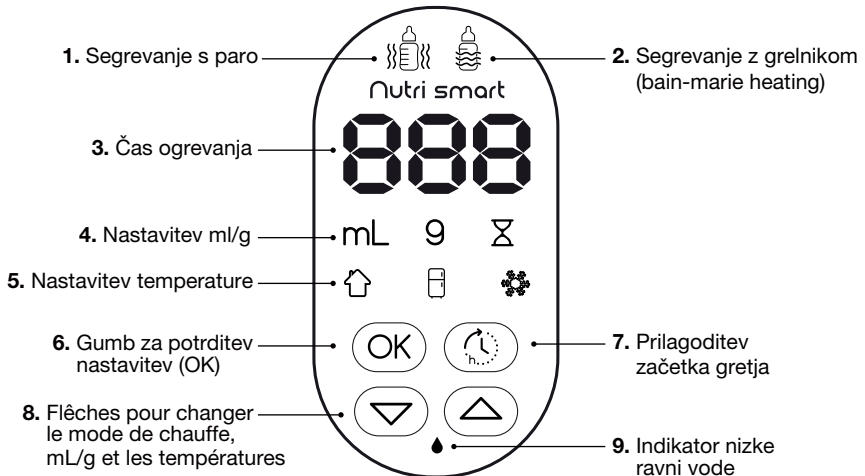 1. Segrevanje s paro
2. Segrevanje z grelnikom
(bain-marie heating)
Nutri smart
888
3. Čas ogrevanja
4. Nastavitev ml/g
mL g
5. Nastavitev temperature
6. Gumb za potrditev
nastavitev (OK)
OK
h
7. Prilagoditev
začetka gretja
8. Flêches pour changer
le mode de chauffe,
mL/g et les températures
9. Indikator nizke
ravni vode